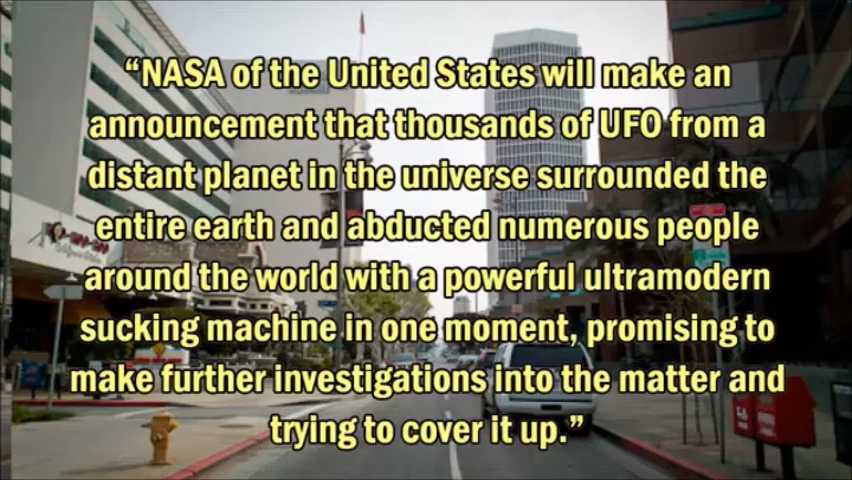 “NASA of the United States will make an
announcement that thousands of UFO from a
distant planet in the universe surrounded the
entire earth and abducted numerous people
around the world with a powerful ultramodern
sucking machine in one moment, promising to
make further investigations into the matter and
trying to cover it up.”